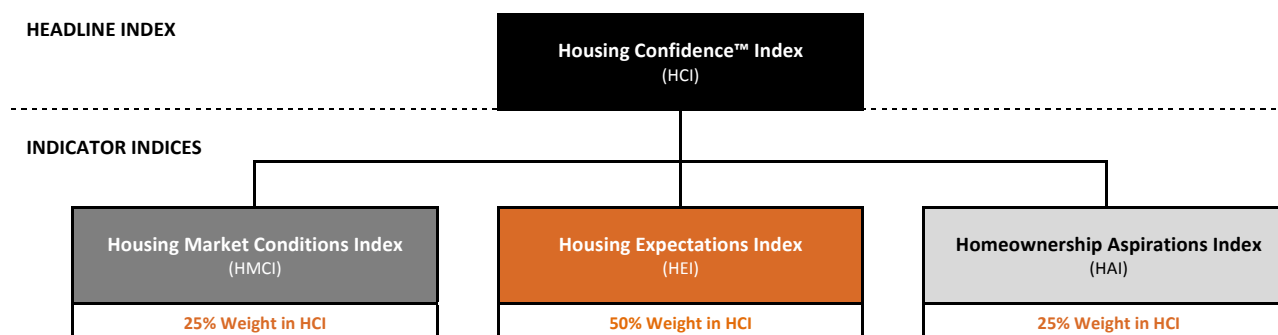 HEADLINE INDEX
Housing Confidence™ Index
(HCI)
INDICATOR INDICES
Housing Market Conditions Index
(HMCI)
25% Weight in HCI
Housing Expectations Index
(HEI)
50% Weight in HCI
Homeownership Aspirations Index
(HAI)
25% Weight in HCI